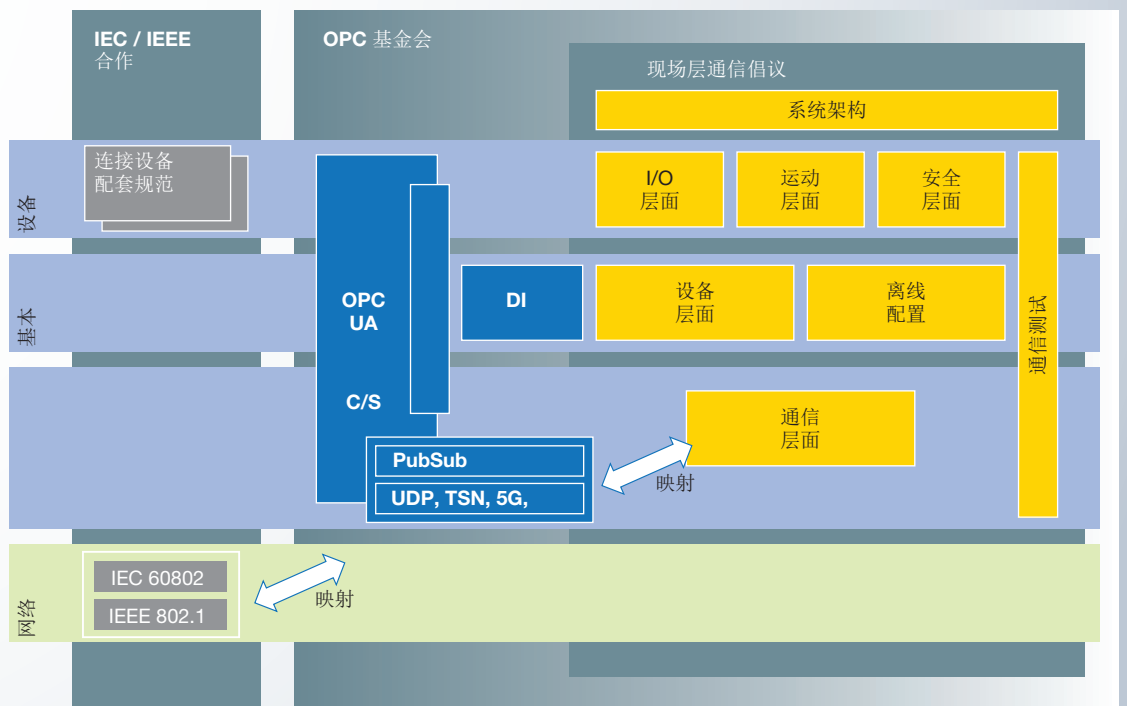 IEC / IEEE
合作
OPC 基金会
现场层通信倡议
系统架构
设备
连接设备
配套规范
I/O
层面
运动
层面
安全
层面
基本
OPC
UA
C/S
DI
设备
层面
离线
配置
通信测试
通信
层面
PubSub
UDP, TSN, 5G,
映射
网络
IEC 60802
IEEE 802.1
映射